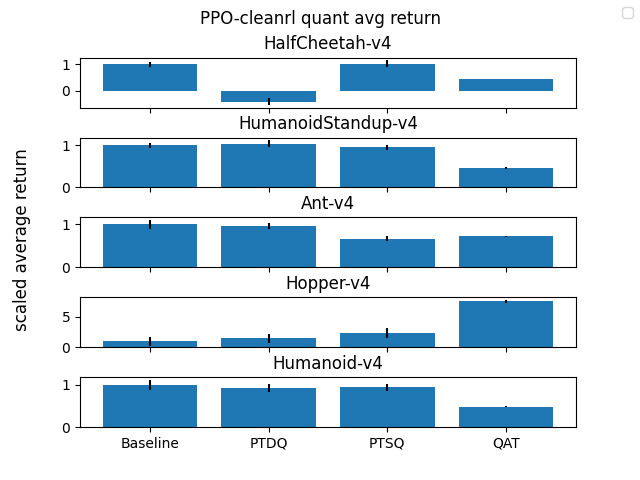 PPO-cleanrl quant avg return
HalfCheetah-v4
1
0
HumanoidStandup-v4
1
0
Ant-v4
1
0
Hopper-v4
5
0
Humanoid-v4
1
0
scaled average return
Baseline PTDQ PTSQ QAT